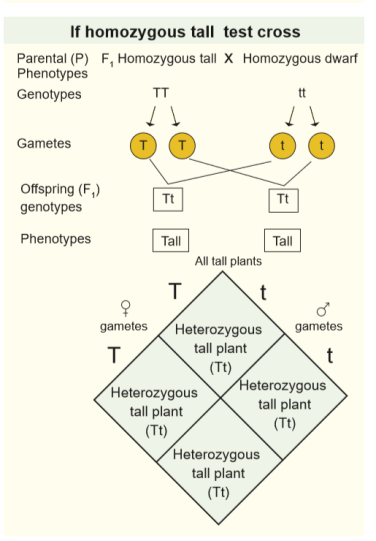 If homozygous tall test cross
Parental (P) F₁ Homozygous tall X Homozygous dwarf
Phenotypes
Genotypes TT tt
Gametes T T t t
Offspring (F₁)
genotypes Tt Tt
Phenotypes Tall Tall
All tall plants
T t
♀ ♂
gametes gametes
T t
Heterozygous
tall plant
(Tt)
Heterozygous
tall plant
(Tt)
Heterozygous
tall plant
(Tt)
Heterozygous
tall plant
(Tt)